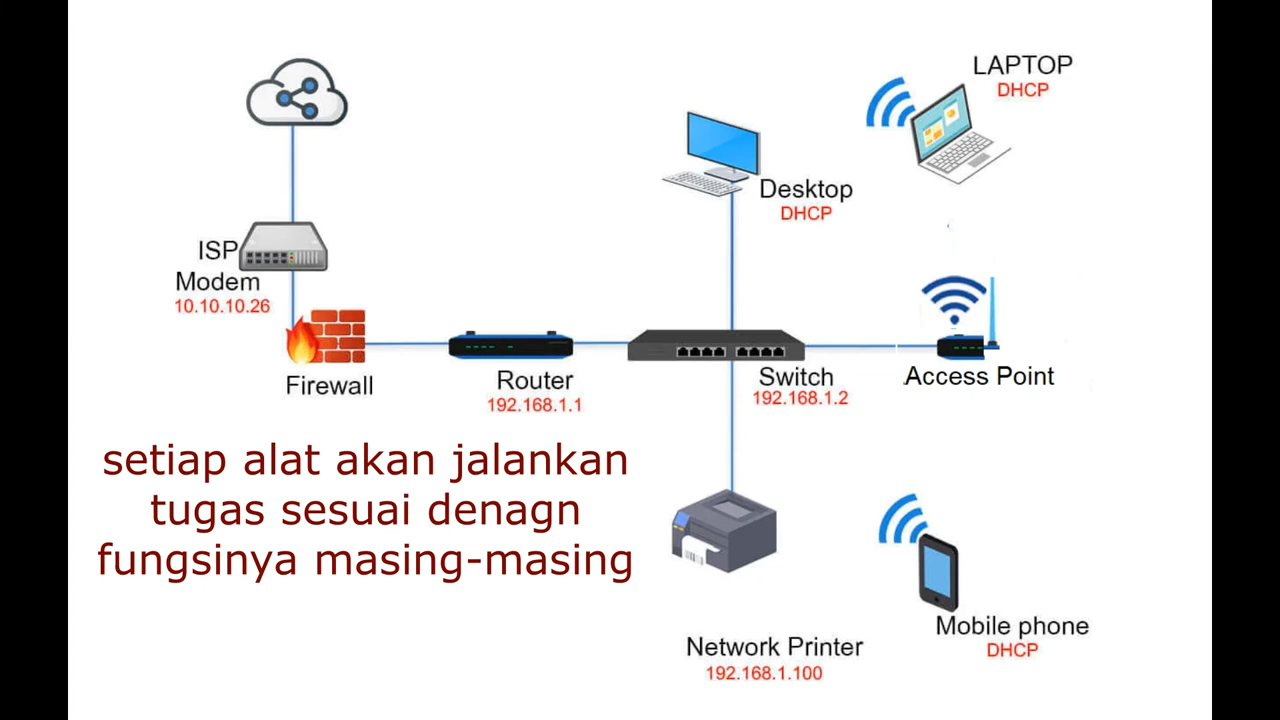 LAPTOP
DHCP
Desktop
DHCP
ISP
Modem
10.10.10.26
Firewall
Router
192.168.1.1
Switch
192.168.1.2
Access Point
setiap alat akan jalankan
tugas sesuai denagn
fungsinya masing-masing
Network Printer
192.168.1.100
Mobile phone
DHCP